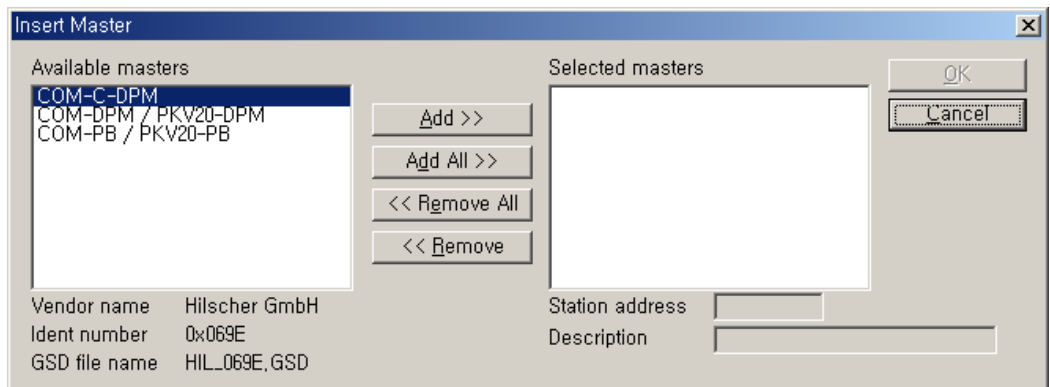 Insert Master
Available masters
COM-C-DPM
COM-DPM / PKV20-DPM
COM-PB / PKV20-PB
Add >>
Add All >>
<< Remove All
<< Remove
Selected masters
OK
Cancel
Vendor name Hilscher GmbH
Ident number 0x069E
GSD file name HIL_069E,GSD
Station address
Description